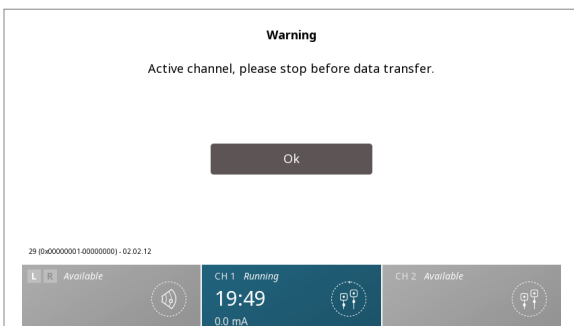 Warning
Active channel, please stop before data transfer.
Ok
29 (0x00000001-00000000) - 02.02.12
L R Available
CH 1 Running
19:49
0.0 mA
CH 2 Available